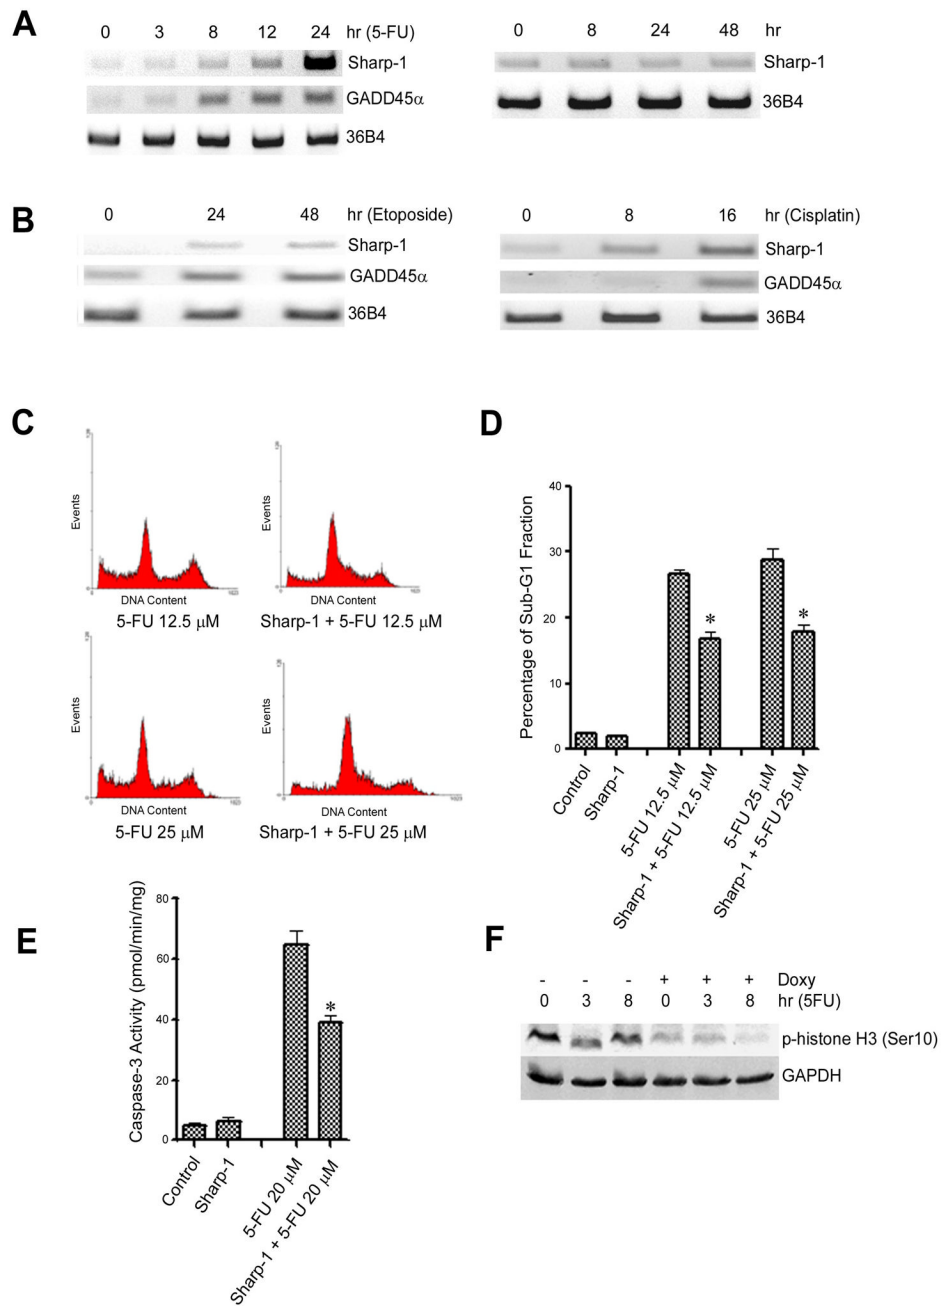 A
0 3 8 12 24 hr (5-FU)
Sharp-1
GADD45α
36B4
0 8 24 48 hr
Sharp-1
36B4
B
0 24 48 hr (Etoposide)
Sharp-1
GADD45α
36B4
0 8 16 hr (Cisplatin)
Sharp-1
GADD45α
36B4
C
Events
DNA Content
5-FU 12.5 μM
Events
DNA Content
Sharp-1 + 5-FU 12.5 μM
Events
DNA Content
5-FU 25 μM
Events
DNA Content
Sharp-1 + 5-FU 25 μM
D
Percentage of Sub-G1 Fraction
40
30
20
10
0
*
*
Control
Sharp-1
5-FU 12.5 μM
Sharp-1 + 5-FU 12.5 μM
5-FU 25 μM
Sharp-1 + 5-FU 25 μM
E
Caspase-3 Activity (pmol/min/mg)
80
60
40
20
0
*
Control
Sharp-1
5-FU 20 μM
Sharp-1 + 5-FU 20 μM
F
- - - + + + Doxy
0 3 8 0 3 8 hr (5FU)
p-histone H3 (Ser10)
GAPDH